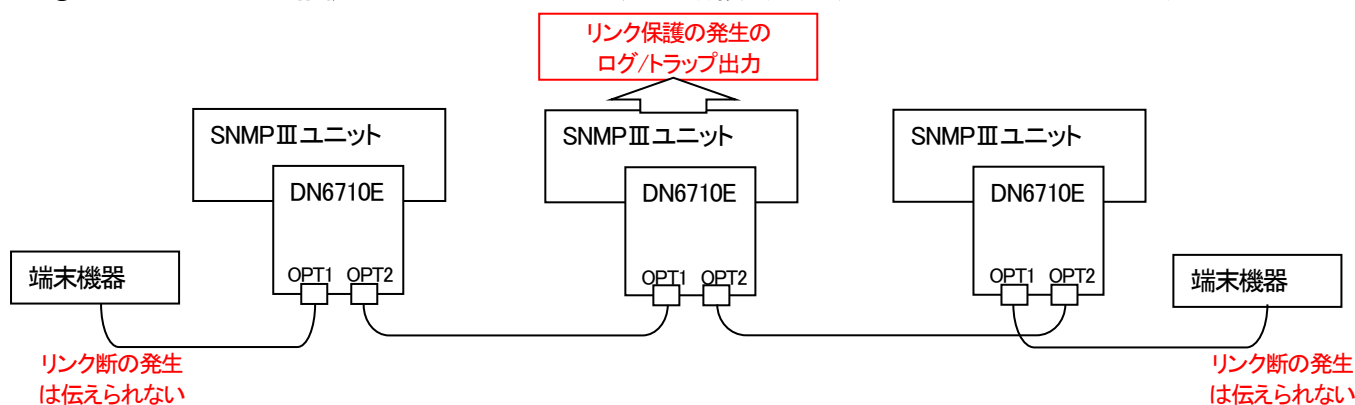 リンク保護の発生の
ログ/トラップ出力
SNMPⅢユニット
SNMPⅢユニット
SNMPⅢユニット
DN6710E
DN6710E
DN6710E
端末機器
OPT1 OPT2
OPT1 OPT2
OPT1 OPT2
端末機器
リンク断の発生
は伝えられない
リンク断の発生
は伝えられない